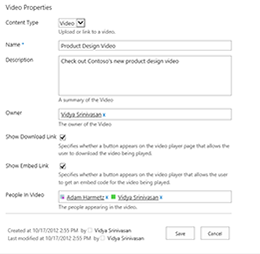 Video Properties
Content Type Video
Upload or link to a video.
Name * Product Design Video
Description Check out Contoso's new product design video
A summary of the Video
Owner Vidya Srinivasan x
The owner of the Video
Show Download Link
Specifies whether a button appears on the video player page that allows the
user to download the video being played.
Show Embed Link
Specifies whether a button appears on the video player that allows the user
to get an embed code for the video being played.
People in Video Adam Harmetz x Vidya Srinivasan x
The people appearing in the video.
Created at 10/17/2012 2:55 PM by Vidya Srinivasan
Last modified at 10/17/2012 2:55 PM by Vidya Srinivasan
Save Cancel